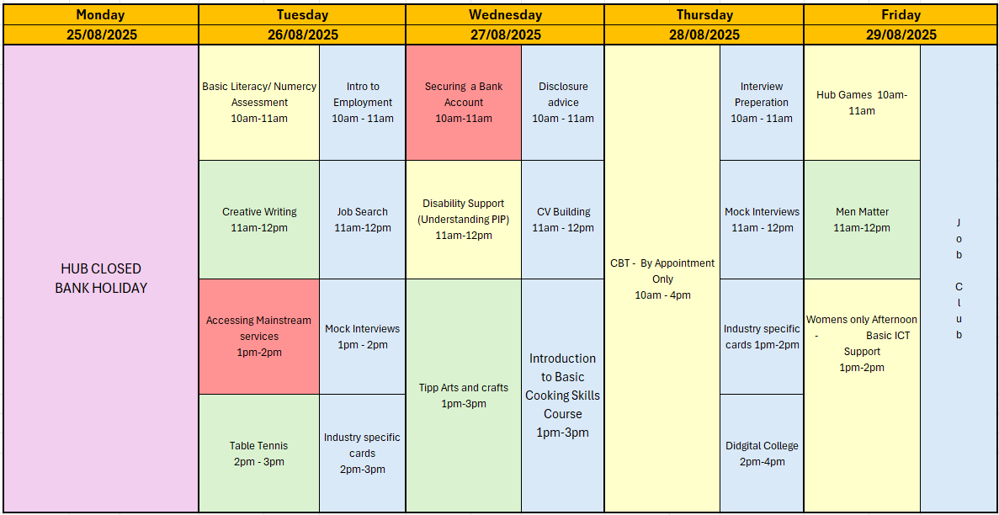 Monday
Tuesday
Wednesday
Thursday
Friday
25/08/2025
26/08/2025
27/08/2025
28/08/2025
29/08/2025
HUB CLOSED
BANK HOLIDAY
Basic Literacy/ Numercy
Assessment
10am-11am
Intro to
Employment
10am - 11am
Securing  a Bank
Account
10am-11am
Disclosure
advice
10am - 11am
CBT -  By Appointment
Only
10am - 4pm
Interview
Preperation
10am - 11am
Hub Games  10am-
11am
Job Club
Creative Writing
11am-12pm
Job Search
11am-12pm
Disability Support
(Understanding PIP)
11am-12pm
CV Building
11am - 12pm
Mock Interviews
11am - 12pm
Men Matter
11am-12pm
Accessing Mainstream
services
1pm-2pm
Mock Interviews
1pm - 2pm
Tipp Arts and crafts
1pm-3pm
Introduction
to Basic
Cooking Skills
Course
1pm-3pm
Industry specific
cards 1pm-2pm
Womens only Afternoon
- Basic ICT
Support
1pm-2pm
Table Tennis
2pm - 3pm
Industry specific
cards
2pm-3pm
Didgital College
2pm-4pm